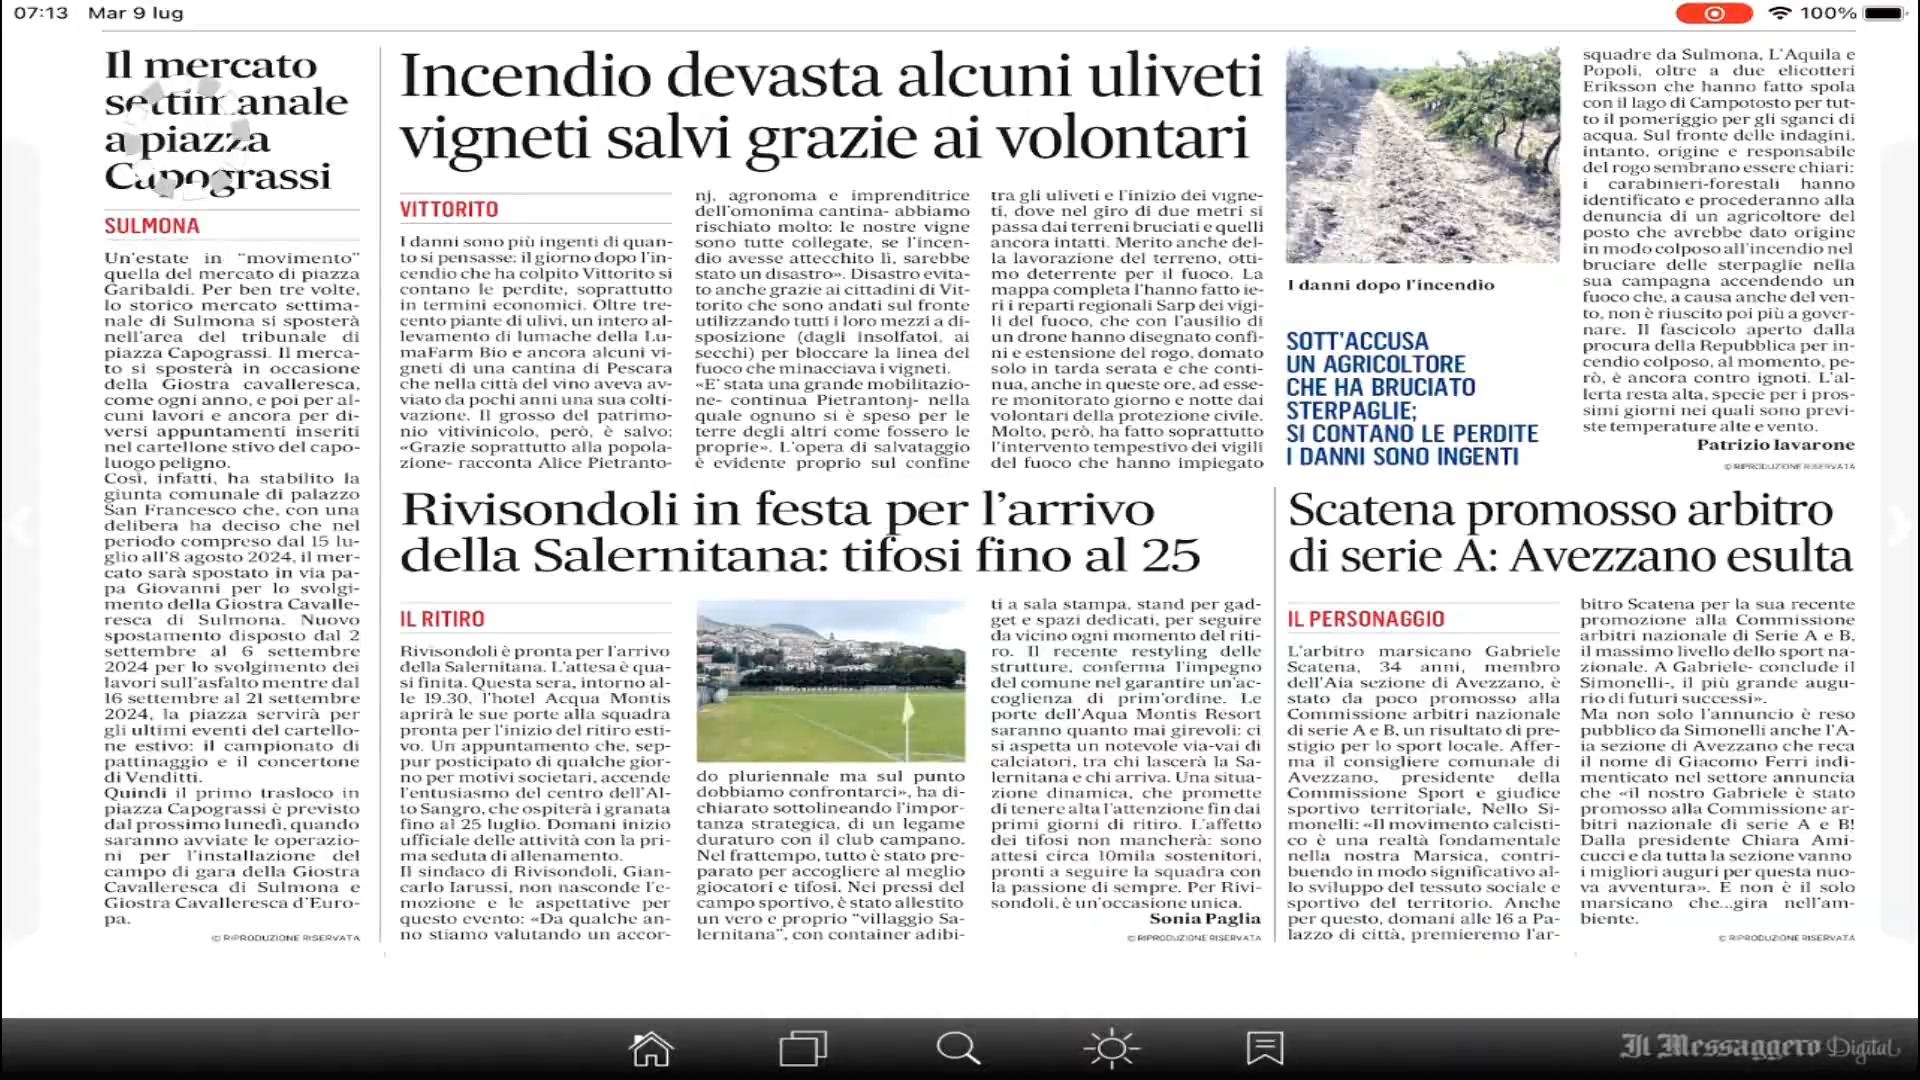 07:13 Mar 9 lug
100%
Il mercato
settimanale
a piazza
Capograssi
SULMONA
Un'estate in "movimento"
quella del mercato di piazza
Garibaldi. Per ben tre volte,
lo storico mercato settima-
nale di Sulmona si sposterà
nell'area del tribunale di
piazza Capograssi. Il merca-
to si sposterà in occasione
della Giostra cavalleresca,
come ogni anno, e poi per al-
cuni lavori e ancora per di-
versi appuntamenti inseriti
nel cartellone stivo del capo-
luogo peligno.
Così, infatti, ha stabilito la
giunta comunale di palazzo
San Francesco che, con una
delibera ha deciso che nel
periodo compreso dal 15 lu-
glio all'8 agosto 2024, il mer-
cato sarà spostato in via pa-
pa Giovanni per lo svolgi-
mento della Giostra Cavalle-
resca di Sulmona. Nuovo
spostamento disposto dal 2
settembre al 6 settembre
2024 per lo svolgimento dei
lavori sull'asfalto mentre dal
16 settembre al 21 settembre
2024, la piazza servirà per
gli ultimi eventi del cartello-
ne estivo: il campionato di
pattinaggio e il concertone
di Venditti.
Quindi il primo trasloco in
piazza Capograssi è previsto
dal prossimo lunedì, quando
saranno avviate le operazio-
ni per l'installazione del
campo di gara della Giostra
Cavalleresca di Sulmona e
Giostra Cavalleresca d'Euro-
pa.
© RIPRODUZIONE RISERVATA
Incendio devasta alcuni uliveti
vigneti salvi grazie ai volontari
VITTORITO
I danni sono più ingenti di quan-
to si pensasse: il giorno dopo l'in-
cendio che ha colpito Vittorito si
contano le perdite, soprattutto
in termini economici. Oltre tre-
cento piante di ulivi, un intero al-
levamento di lumache della Lu-
maFarm Bio e ancora alcuni vi-
gneti di una cantina di Pescara
che nella città del vino aveva av-
viato da pochi anni una sua colti-
vazione. Il grosso del patrimo-
nio vitivinicolo, però, è salvo:
«Grazie soprattutto alla popola-
zione- racconta Alice Pietranto-
nj, agronoma e imprenditrice
dell'omonima cantina- abbiamo
rischiato molto: le nostre vigne
sono tutte collegate, se l'incen-
dio avesse attecchito lì, sarebbe
stato un disastro». Disastro evita-
to anche grazie ai cittadini di Vit-
torito che sono andati sul fronte
utilizzando tutti i loro mezzi a di-
sposizione (dagli insolfatoi, ai
secchi) per bloccare la linea del
fuoco che minacciava i vigneti.
«E' stata una grande mobilitazio-
ne- continua Pietrantonj- nella
quale ognuno si è speso per le
terre degli altri come fossero le
proprie». L'opera di salvataggio
è evidente proprio sul confine
tra gli uliveti e l'inizio dei vigne-
ti, dove nel giro di due metri si
passa dai terreni bruciati e quelli
ancora intatti. Merito anche del-
la lavorazione del terreno, otti-
mo deterrente per il fuoco. La
mappa completa l'hanno fatto ie-
ri i reparti regionali Sarp dei vigi-
li del fuoco, che con l'ausilio di
un drone hanno disegnato confi-
ni e estensione del rogo, domato
solo in tarda serata e che conti-
nua, anche in queste ore, ad esse-
re monitorato giorno e notte dai
volontari della protezione civile.
Molto, però, ha fatto soprattutto
l'intervento tempestivo dei vigili
del fuoco che hanno impiegato
I danni dopo l'incendio
SOTT'ACCUSA
UN AGRICOLTORE
CHE HA BRUCIATO
STERPAGLIE;
SI CONTANO LE PERDITE
I DANNI SONO INGENTI
squadre da Sulmona, L'Aquila e
Popoli, oltre a due elicotteri
Eriksson che hanno fatto spola
con il lago di Campotosto per tut-
to il pomeriggio per gli sganci di
acqua. Sul fronte delle indagini,
intanto, origine e responsabile
del rogo sembrano essere chiari:
i carabinieri-forestali hanno
identificato e procederanno alla
denuncia di un agricoltore del
posto che avrebbe dato origine
in modo colposo all'incendio nel
bruciare delle sterpaglie nella
sua campagna accendendo un
fuoco che, a causa anche del ven-
to, non è riuscito poi più a gover-
nare. Il fascicolo aperto dalla
procura della Repubblica per in-
cendio colposo, al momento, pe-
rò, è ancora contro ignoti. L'al-
lerta resta alta, specie per i pros-
simi giorni nei quali sono previ-
ste temperature alte e vento.
Patrizio Iavarone
© RIPRODUZIONE RISERVATA
Rivisondoli in festa per l'arrivo
della Salernitana: tifosi fino al 25
IL RITIRO
Rivisondoli è pronta per l'arrivo
della Salernitana. L'attesa è qua-
si finita. Questa sera, intorno al-
le 19.30, l'hotel Acqua Montis
aprirà le sue porte alla squadra
pronta per l'inizio del ritiro esti-
vo. Un appuntamento che, sep-
pur posticipato di qualche gior-
no per motivi societari, accende
l'entusiasmo del centro dell'Al-
to Sangro, che ospiterà i granata
fino al 25 luglio. Domani inizio
ufficiale delle attività con la pri-
ma seduta di allenamento.
Il sindaco di Rivisondoli, Gian-
carlo Iarussi, non nasconde l'e-
mozione e le aspettative per
questo evento: «Da qualche an-
no stiamo valutando un accor-
do pluriennale ma sul punto
dobbiamo confrontarci», ha di-
chiarato sottolineando l'impor-
tanza strategica, di un legame
duraturo con il club campano.
Nel frattempo, tutto è stato pre-
parato per accogliere al meglio
giocatori e tifosi. Nei pressi del
campo sportivo, è stato allestito
un vero e proprio "villaggio Sa-
lernitana", con container adibi-
ti a sala stampa, stand per gad-
get e spazi dedicati, per seguire
da vicino ogni momento del riti-
ro. Il recente restyling delle
strutture, conferma l'impegno
del comune nel garantire un'ac-
coglienza di prim'ordine. Le
porte dell'Aqua Montis Resort
saranno quanto mai girevoli: ci
si aspetta un notevole via-vai di
calciatori, tra chi lascerà la Sa-
lernitana e chi arriva. Una situa-
zione dinamica, che promette
di tenere alta l'attenzione fin dai
primi giorni di ritiro. L'affetto
dei tifosi non mancherà: sono
attesi circa 10mila sostenitori,
pronti a seguire la squadra con
la passione di sempre. Per Rivi-
sondoli, è un'occasione unica.
Sonia Paglia
© RIPRODUZIONE RISERVATA
Scatena promosso arbitro
di serie A: Avezzano esulta
IL PERSONAGGIO
L'arbitro marsicano Gabriele
Scatena, 34 anni, membro
dell'Aia sezione di Avezzano, è
stato da poco promosso alla
Commissione arbitri nazionale
di serie A e B, un risultato di pre-
stigio per lo sport locale. Affer-
ma il consigliere comunale di
Avezzano, presidente della
Commissione Sport e giudice
sportivo territoriale, Nello Si-
monelli: «Il movimento calcisti-
co è una realtà fondamentale
nella nostra Marsica, contri-
buendo in modo significativo al-
lo sviluppo del tessuto sociale e
sportivo del territorio. Anche
per questo, domani alle 16 a Pa-
lazzo di città, premieremo l'ar-
bitro Scatena per la sua recente
promozione alla Commissione
arbitri nazionale di Serie A e B,
il massimo livello dello sport na-
zionale. A Gabriele- conclude il
Simonelli-, il più grande augu-
rio di futuri successi».
Ma non solo l'annuncio è reso
pubblico da Simonelli anche l'A-
ia sezione di Avezzano che reca
il nome di Giacomo Ferri indi-
menticato nel settore annuncia
che «il nostro Gabriele è stato
promosso alla Commissione ar-
bitri nazionale di serie A e B!
Dalla presidente Chiara Ami-
cucci e da tutta la sezione vanno
i migliori auguri per questa nuo-
va avventura». E non è il solo
marsicano che...gira nell'am-
biente.
© RIPRODUZIONE RISERVATA
Il Messaggero Digital